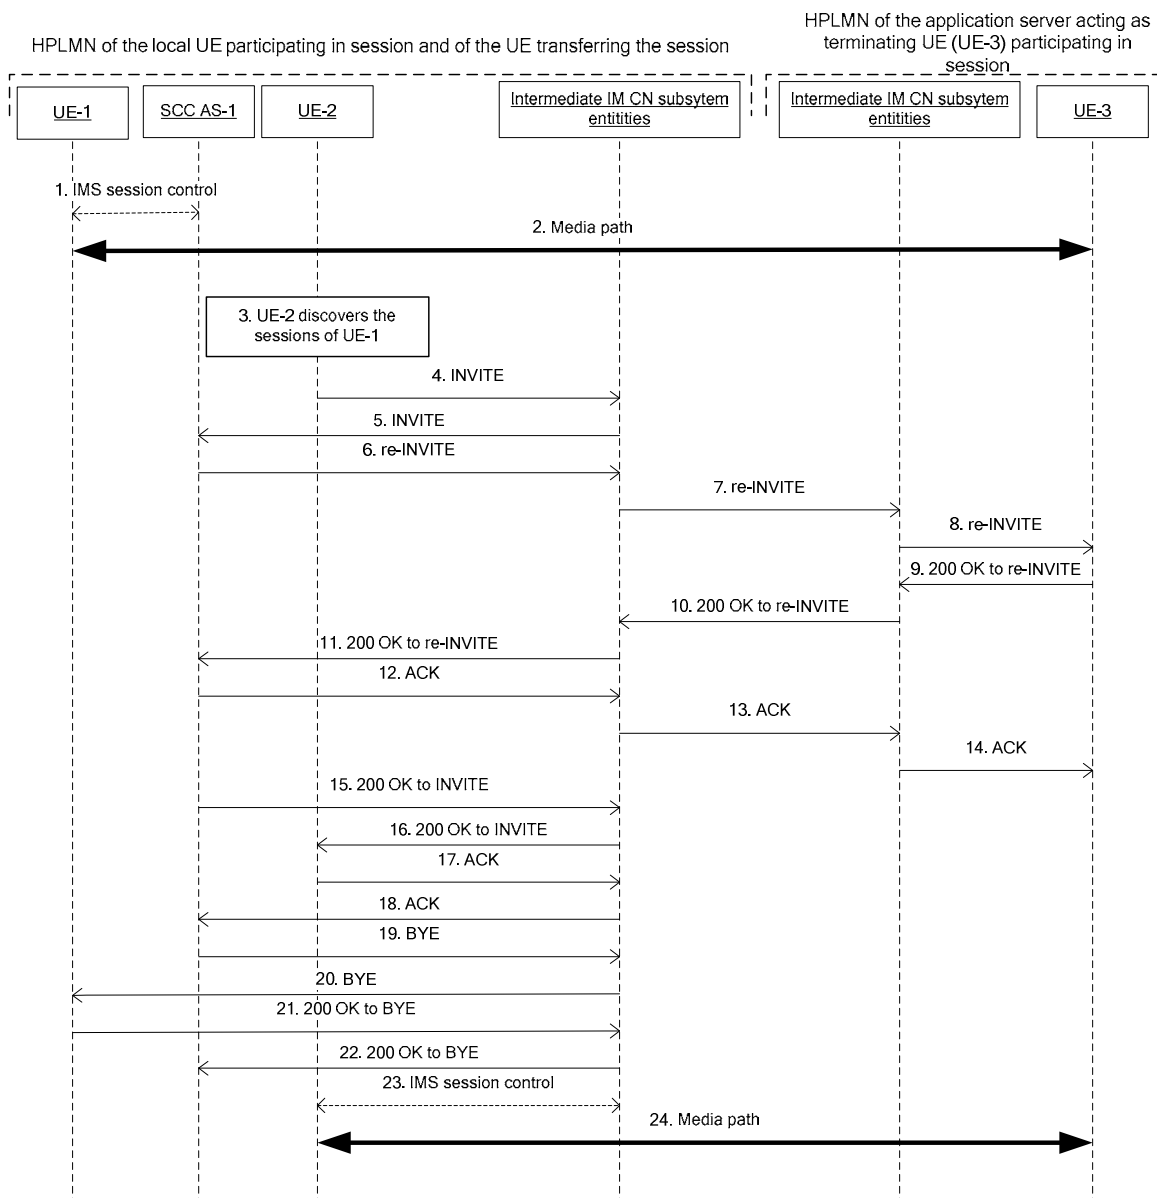 HPLMN of the local UE participating in session and of the UE transferring the session
HPLMN of the application server acting as
terminating UE (UE-3) participating in
session
UE-1
SCC AS-1
UE-2
Intermediate IM CN subsytem
entitities
Intermediate IM CN subsytem
entitities
UE-3
1. IMS session control
2. Media path
3. UE-2 discovers the
sessions of UE-1
4. INVITE
5. INVITE
6. re-INVITE
7. re-INVITE
8. re-INVITE
9. 200 OK to re-INVITE
10. 200 OK to re-INVITE
11. 200 OK to re-INVITE
12. ACK
13. ACK
14. ACK
15. 200 OK to INVITE
16. 200 OK to INVITE
17. ACK
18. ACK
19. BYE
20. BYE
21. 200 OK to BYE
22. 200 OK to BYE
23. IMS session control
24. Media path